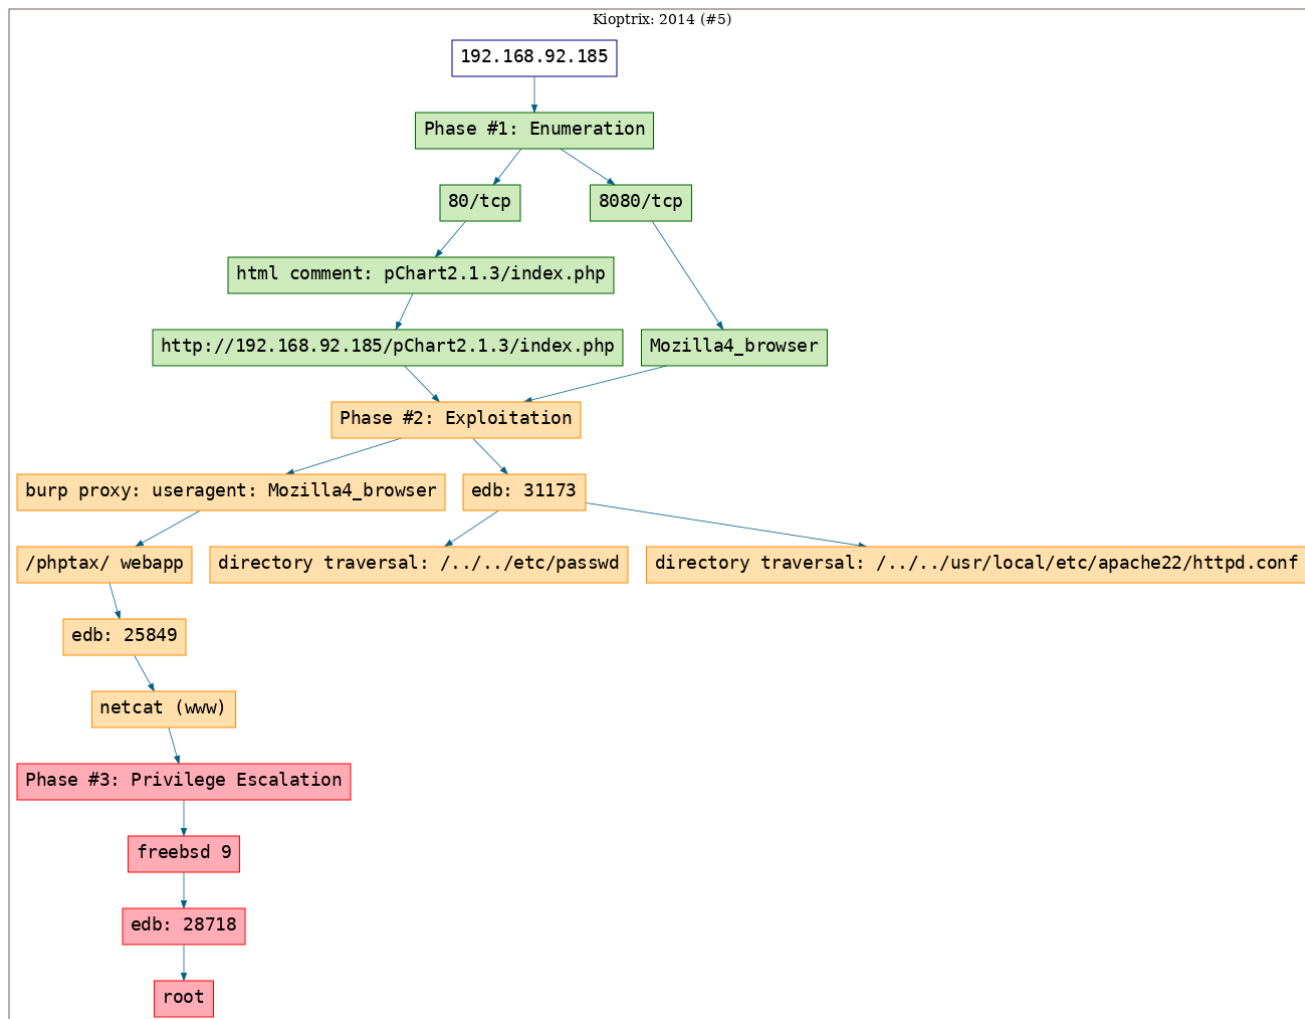 Kioptrix: 2014 (#5)
192.168.92.185
Phase #1: Enumeration
80/tcp
8080/tcp
html comment: pChart2.1.3/index.php
http://192.168.92.185/pChart2.1.3/index.php
Mozilla4_browser
Phase #2: Exploitation
burp proxy: useragent: Mozilla4_browser
edb: 31173
/phptax/ webapp
directory traversal: /../../etc/passwd
directory traversal: /../../usr/local/etc/apache22/httpd.conf
edb: 25849
netcat (www)
Phase #3: Privilege Escalation
freebsd 9
edb: 28718
root